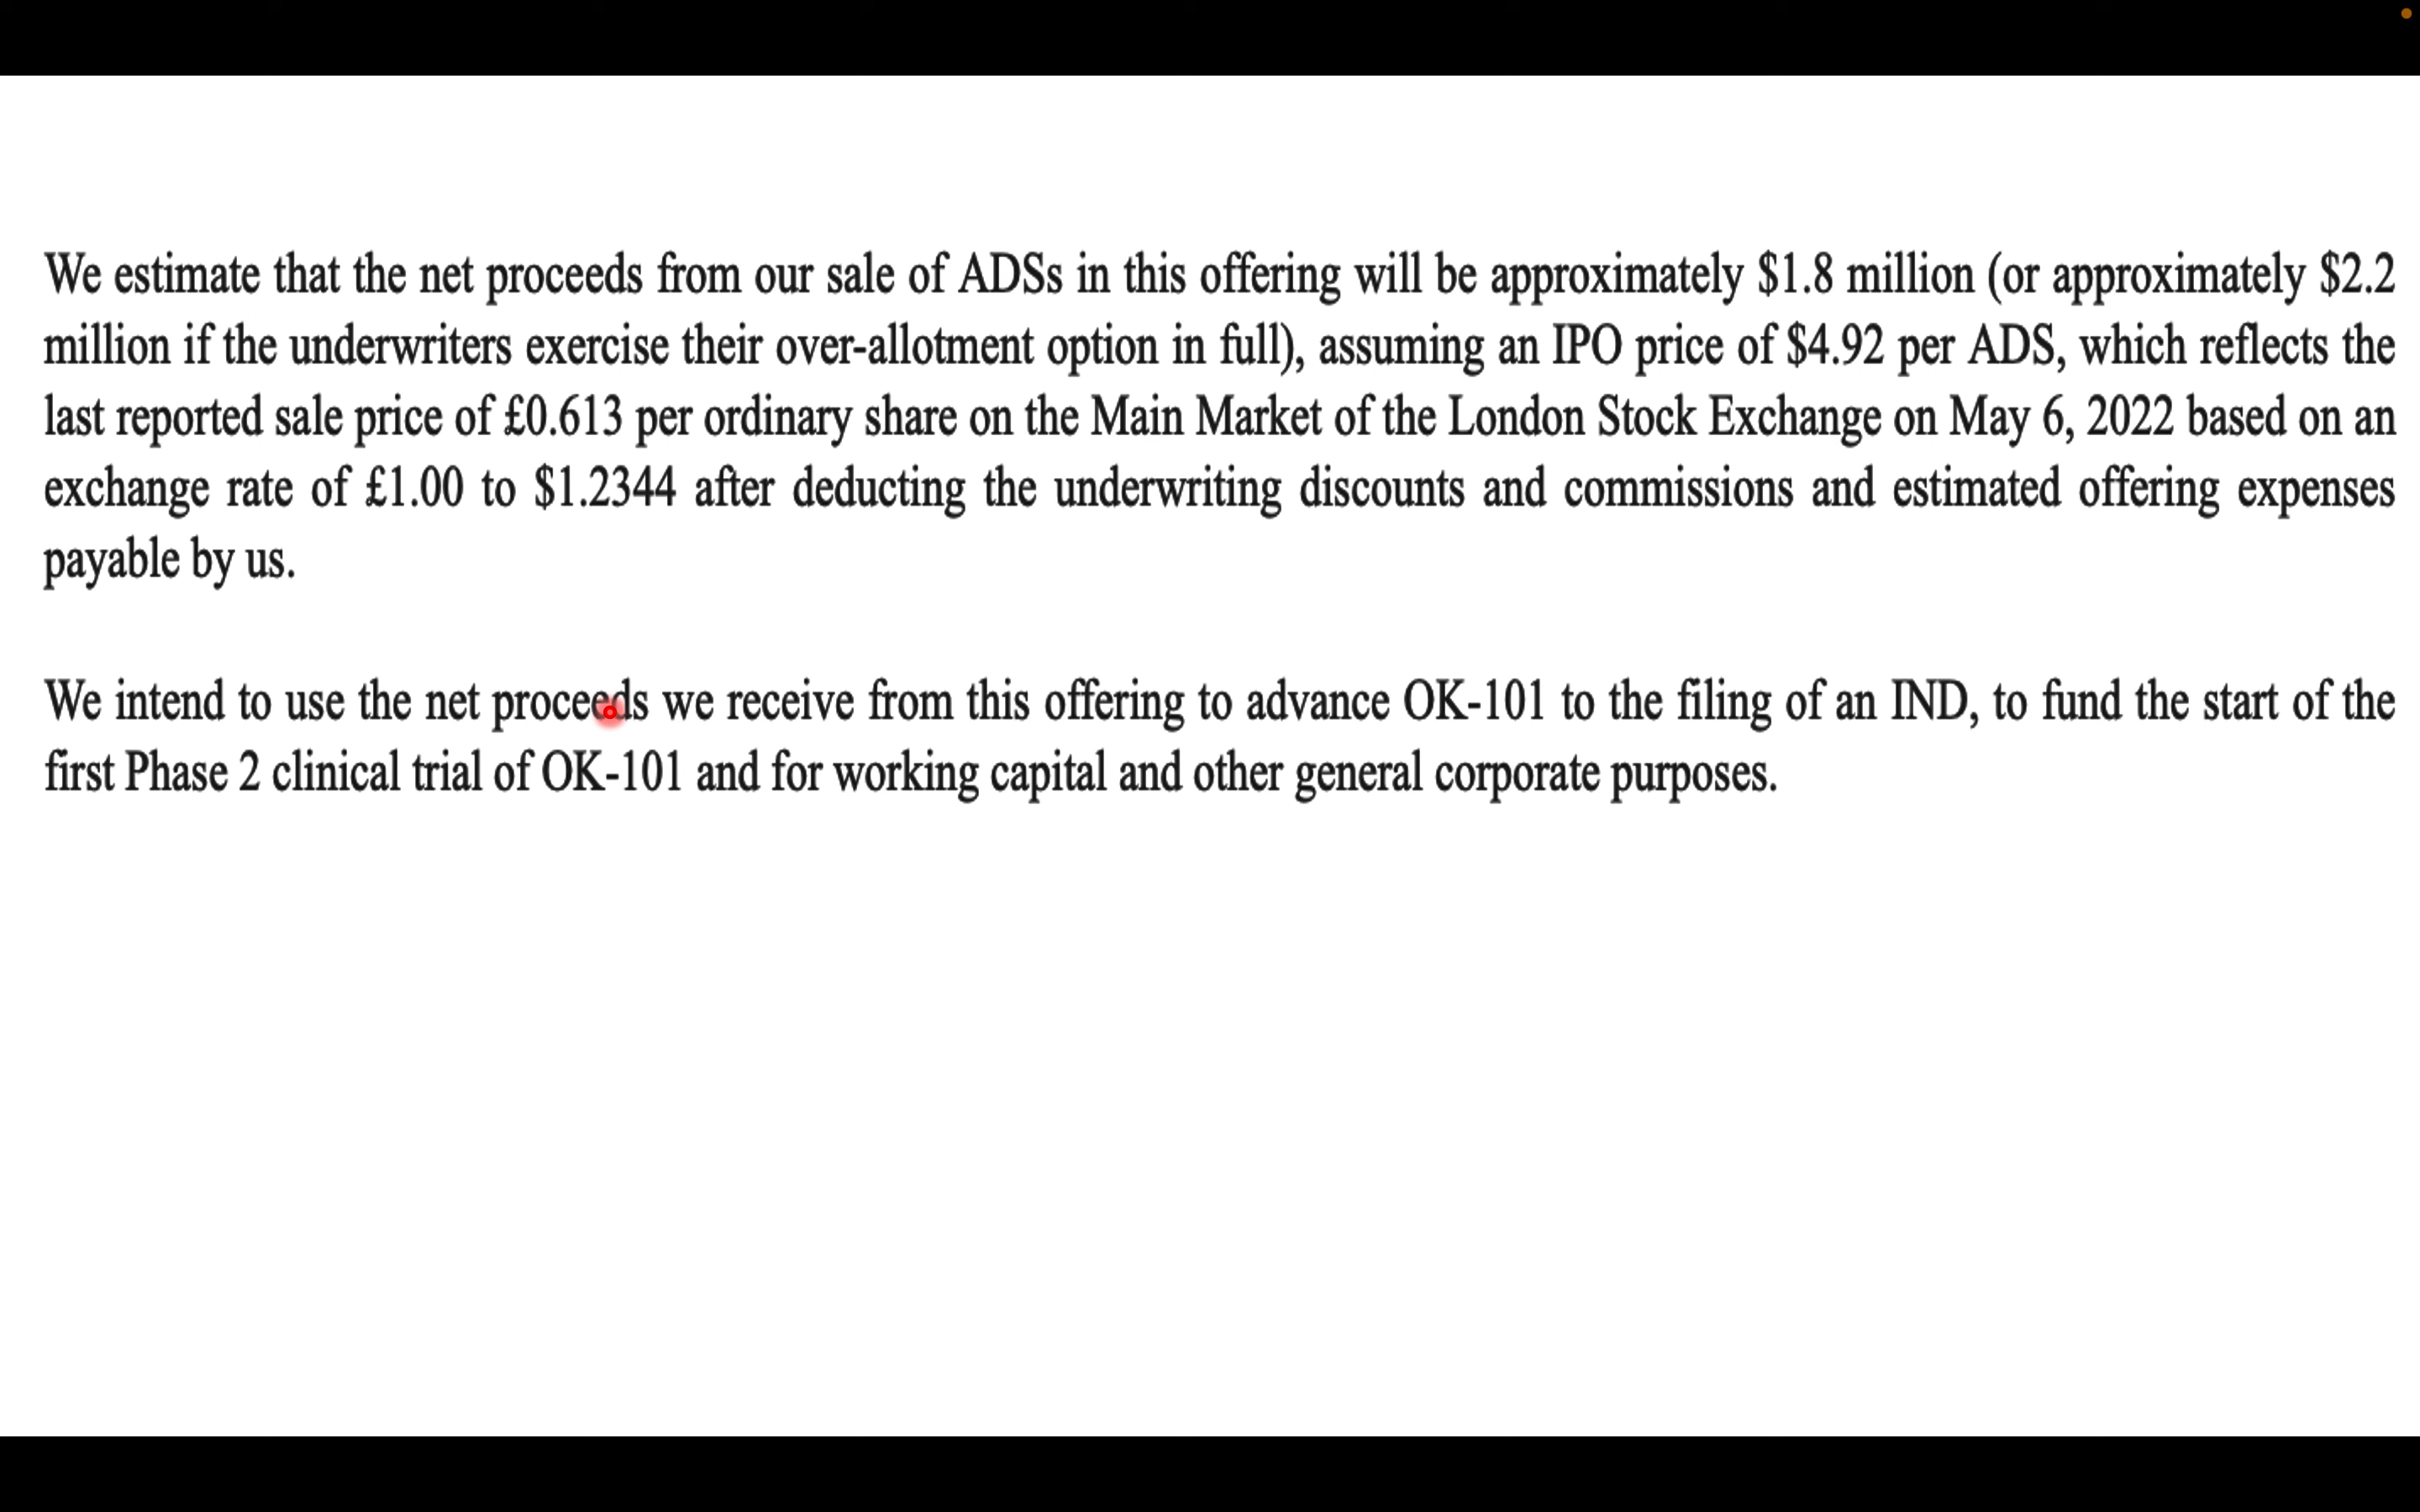 We estimate that the net proceeds from our sale of ADSs in this offering will be approximately $1.8 million (or approximately $2.2
million if the underwriters exercise their over-allotment option in full), assuming an IPO price of $4.92 per ADS, which reflects the
last reported sale price of £0.613 per ordinary share on the Main Market of the London Stock Exchange on May 6, 2022 based on an
exchange rate of £1.00 to $1.2344 after deducting the underwriting discounts and commissions and estimated offering expenses
payable by us.
We intend to use the net proceeds we receive from this offering to advance OK-101 to the filing of an IND, to fund the start of the
first Phase 2 clinical trial of OK-101 and for working capital and other general corporate purposes.